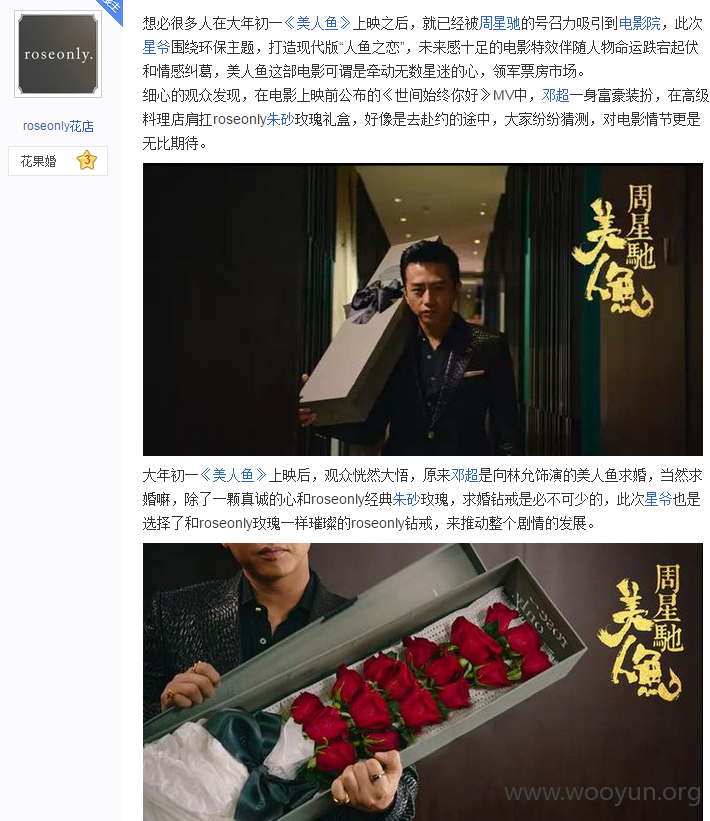 楼主
roseonly.
roseonly花店
花果婚 3
想必很多人在大年初一《美人鱼》上映之后，就已经被周星驰的号召力吸引到电影院，此次
星爷围绕环保主题，打造现代版“人鱼之恋”，未来感十足的电影特效伴随人物命运跌宕起伏
和情感纠葛，美人鱼这部电影可谓是牵动无数星迷的心，领军票房市场。
细心的观众发现，在电影上映前公布的《世间始终你好》MV中，邓超一身富豪装扮，在高级
料理店肩扛roseonly朱砂玫瑰礼盒，好像是去赴约的途中，大家纷纷猜测，对电影情节更是
无比期待。
周星馳
美人魚
大年初一《美人鱼》上映后，观众恍然大悟，原来邓超是向林允饰演的美人鱼求婚，当然求
婚嘛，除了一颗真诚的心和roseonly经典朱砂玫瑰，求婚钻戒是必不可少的，此次星爷也是
选择了和roseonly玫瑰一样璀璨的roseonly钻戒，来推动整个剧情的发展。
周星馳
美人魚
roseonly.
www.wooyun.org